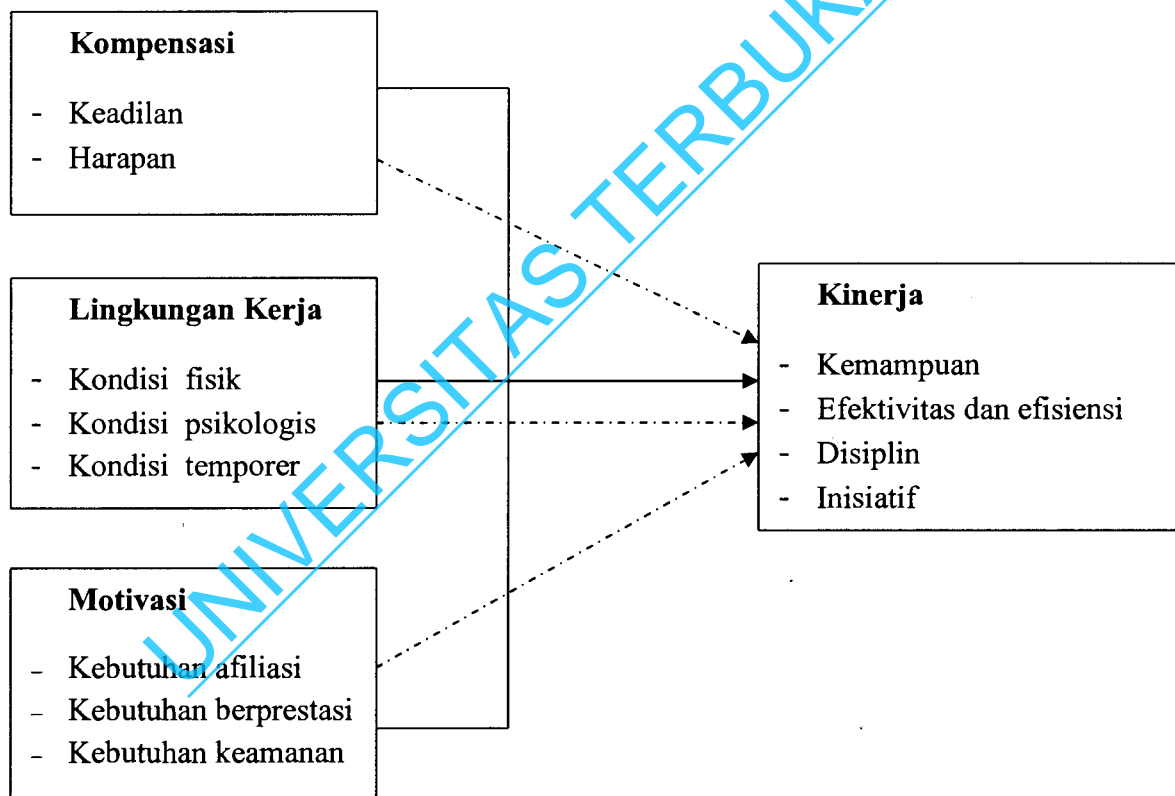 Kompensasi
- Keadilan
- Harapan
Lingkungan Kerja
- Kondisi fisik
- Kondisi psikologis
- Kondisi temporer
Motivasi
- Kebutuhan afiliasi
- Kebutuhan berprestasi
- Kebutuhan keamanan
Kinerja
- Kemampuan
- Efektivitas dan efisiensi
- Disiplin
- Inisiatif
UNIVERSITAS TERBUKA